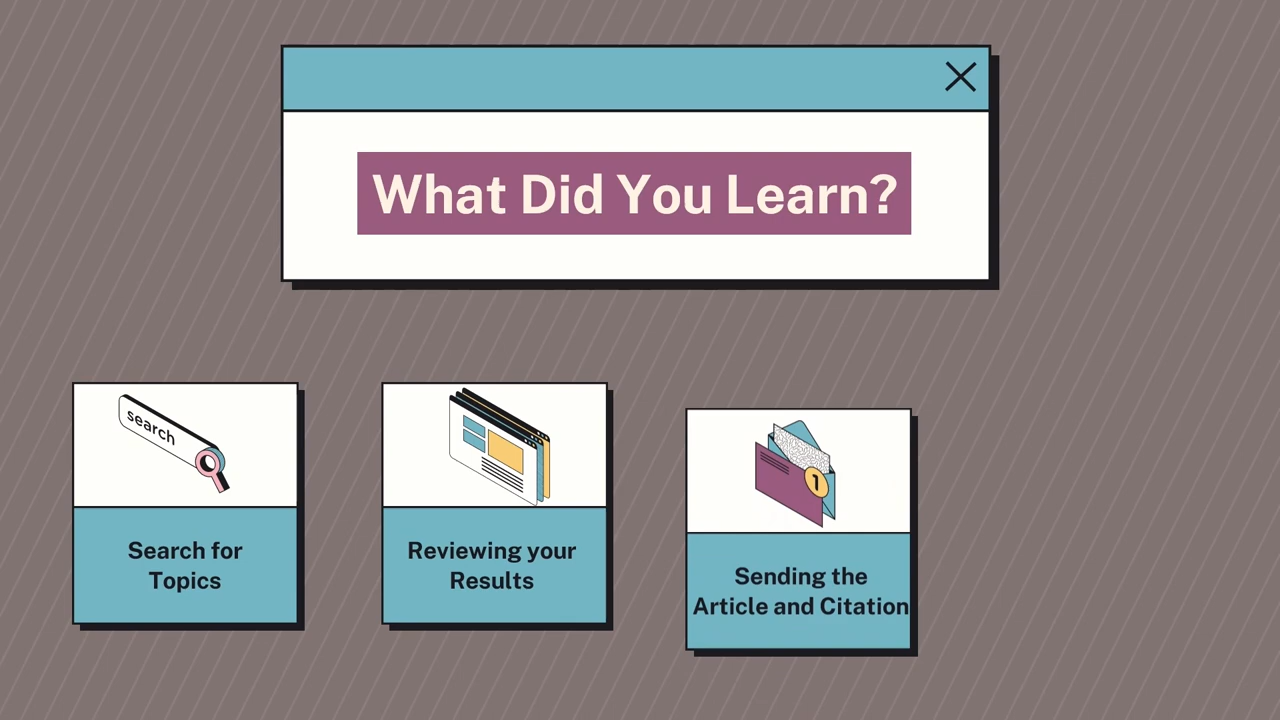 What Did You Learn?
search
Search for
Topics
Reviewing your
Results
1
Sending the
Article and Citation